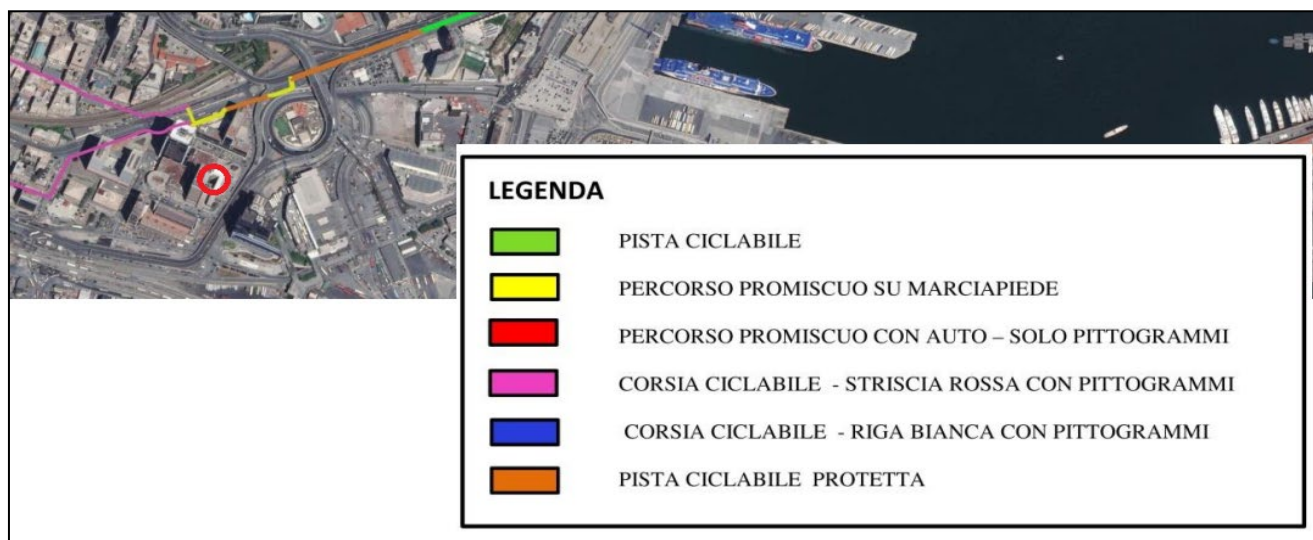 LEGENDA
PISTA CICLABILE
PERCORSO PROMISCUO SU MARCIAPIEDE
PERCORSO PROMISCUO CON AUTO – SOLO PITTOGRAMMI
CORSIA CICLABILE - STRISCIA ROSSA CON PITTOGRAMMI
CORSIA CICLABILE - RIGA BIANCA CON PITTOGRAMMI
PISTA CICLABILE PROTETTA